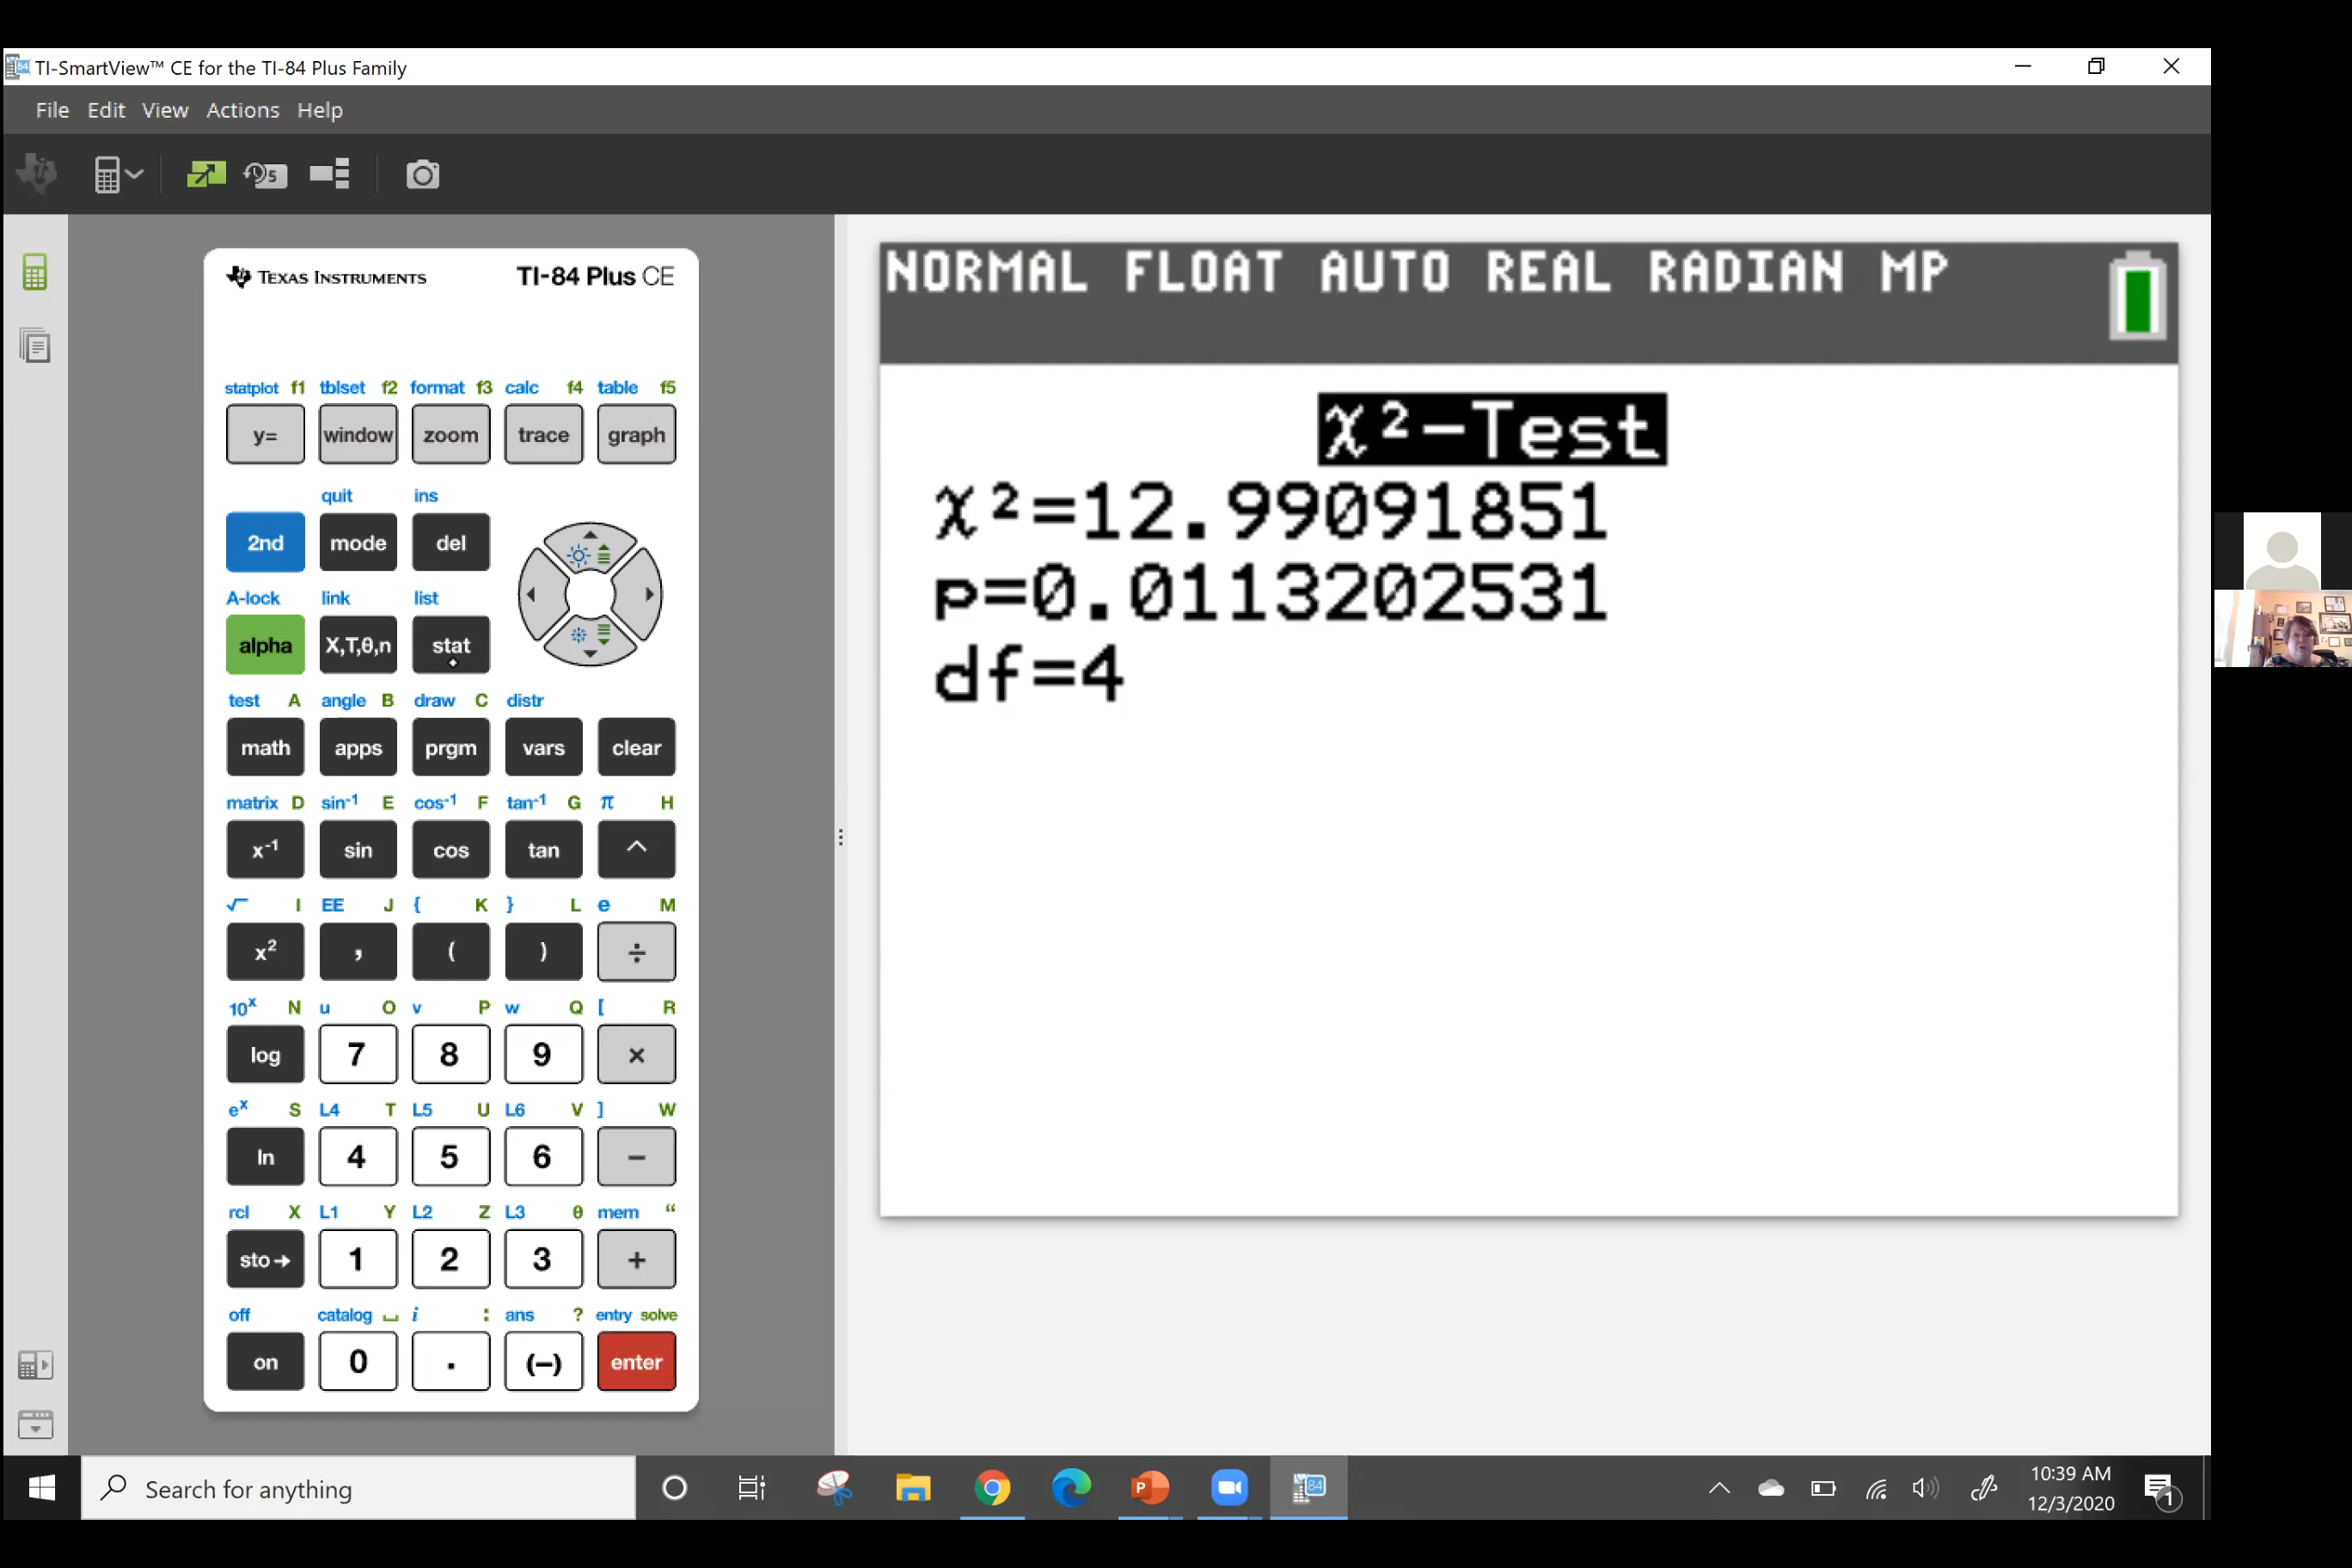 TI-SmartView™ CE for the TI-84 Plus Family
File Edit View Actions Help
5
TEXAS INSTRUMENTS TI-84 Plus CE
statplot f1 tblset f2 format f3 calc f4 table f5
y= window zoom trace graph
quit ins
2nd mode del
A-lock link list
alpha X,T,θ,n stat
test A angle B draw C distr
math apps prgm vars clear
matrix D sin-1 E cos-1 F tan-1 G π H
x-1 sin cos tan ^
√ I EE J { K } L e M
x² , ( ) ÷
10x N u O v P w Q [ R
log 7 8 9 ×
ex S L4 T L5 U L6 V ] W
ln 4 5 6 −
rcl X L1 Y L2 Z L3 θ mem “
sto→ 1 2 3 +
off catalog ⎵ i : ans ? entry solve
on 0 . (–) enter
NORMAL FLOAT AUTO REAL RADIAN MP
χ²-Test
χ²=12.99091851
p=0.0113202531
df=4
Search for anything
P
84
10:39 AM
12/3/2020
1